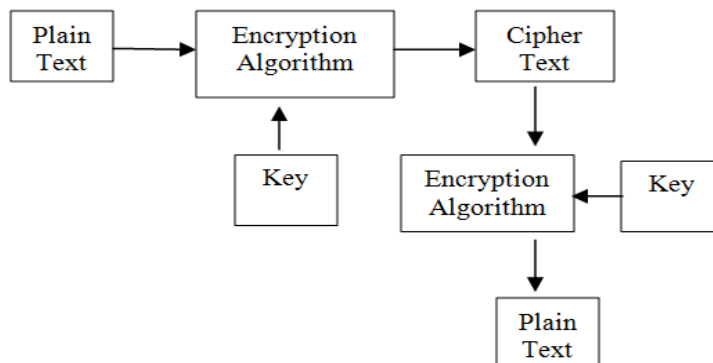 Plain
Text
Encryption
Algorithm
Cipher
Text
Key
Encryption
Algorithm
Key
Plain
Text